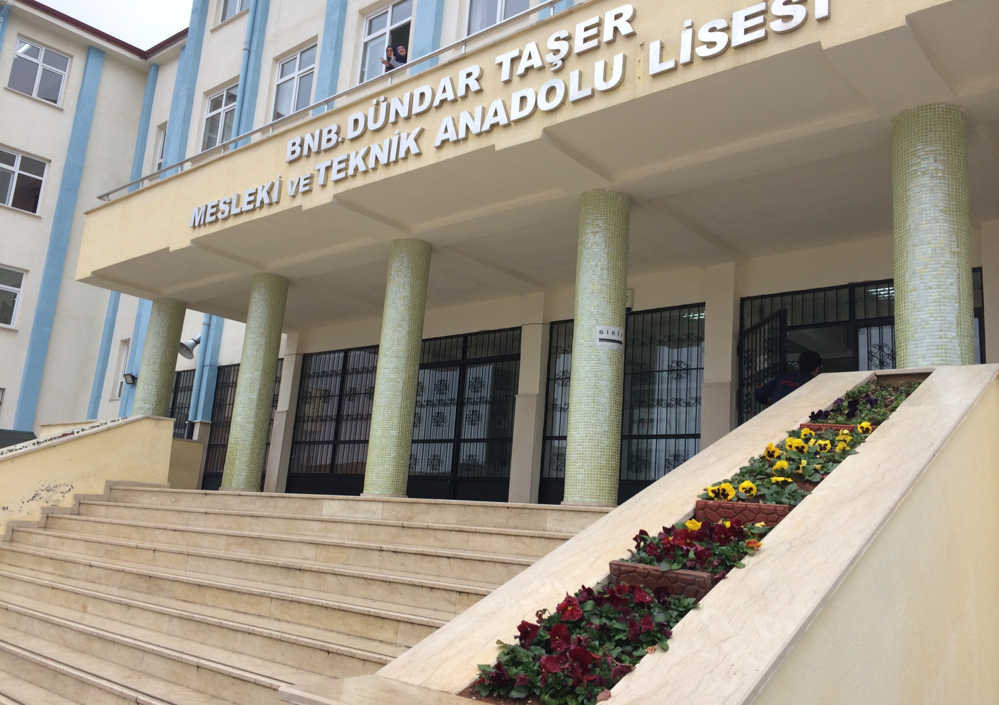 BNB. DÜNDAR TAŞER
MESLEKİ VE TEKNİK ANADOLU LİSESİ
GİRİŞ